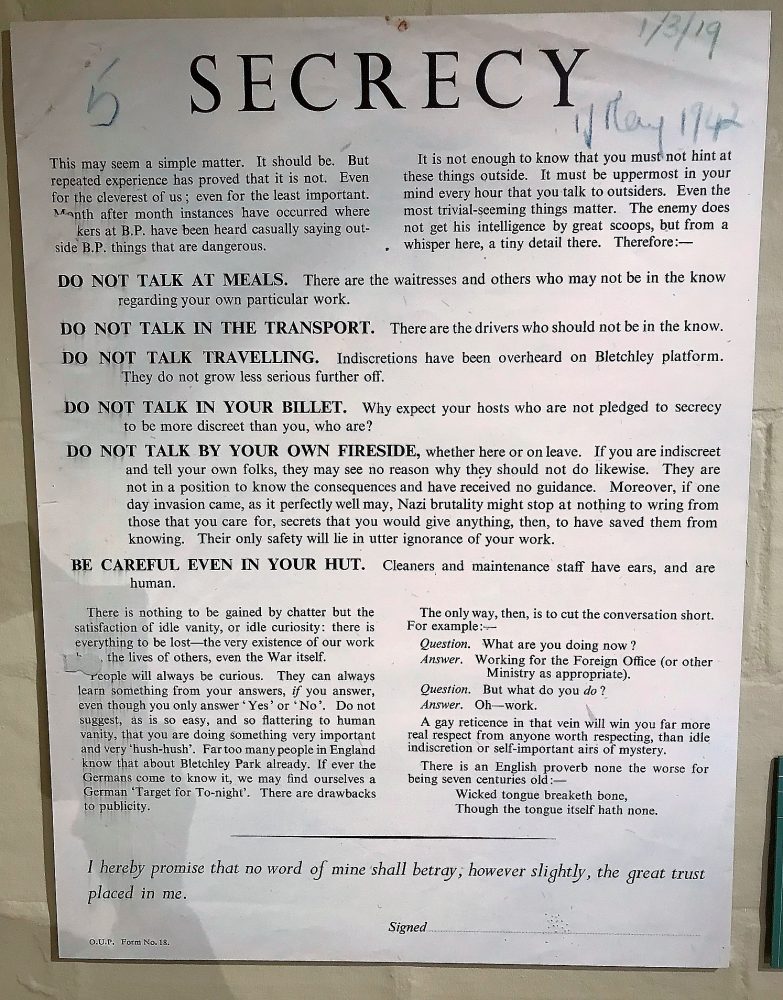 1/3/19
5
SECRECY
May 1942
This may seem a simple matter. It should be. But
repeated experience has proved that it is not. Even
for the cleverest of us; even for the least important.
Month after month instances have occurred where
kers at B.P. have been heard casually saying out-
side B.P. things that are dangerous.
It is not enough to know that you must not hint at
these things outside. It must be uppermost in your
mind every hour that you talk to outsiders. Even the
most trivial-seeming things matter. The enemy does
not get his intelligence by great scoops, but from a
whisper here, a tiny detail there. Therefore:—
DO NOT TALK AT MEALS. There are the waitresses and others who may not be in the know
regarding your own particular work.
DO NOT TALK IN THE TRANSPORT. There are the drivers who should not be in the know.
DO NOT TALK TRAVELLING. Indiscretions have been overheard on Bletchley platform.
They do not grow less serious further off.
DO NOT TALK IN YOUR BILLET. Why expect your hosts who are not pledged to secrecy
to be more discreet than you, who are?
DO NOT TALK BY YOUR OWN FIRESIDE, whether here or on leave. If you are indiscreet
and tell your own folks, they may see no reason why they should not do likewise. They are
not in a position to know the consequences and have received no guidance. Moreover, if one
day invasion came, as it perfectly well may, Nazi brutality might stop at nothing to wring from
those that you care for, secrets that you would give anything, then, to have saved them from
knowing. Their only safety will lie in utter ignorance of your work.
BE CAREFUL EVEN IN YOUR HUT. Cleaners and maintenance staff have ears, and are
human.
There is nothing to be gained by chatter but the
satisfaction of idle vanity, or idle curiosity: there is
everything to be lost—the very existence of our work
, the lives of others, even the War itself.
People will always be curious. They can always
learn something from your answers, if you answer,
even though you only answer 'Yes' or 'No'. Do not
suggest, as is so easy, and so flattering to human
vanity, that you are doing something very important
and very 'hush-hush'. Far too many people in England
know that about Bletchley Park already. If ever the
Germans come to know it, we may find ourselves a
German 'Target for To-night'. There are drawbacks
to publicity.
The only way, then, is to cut the conversation short.
For example:—
Question. What are you doing now?
Answer. Working for the Foreign Office (or other
Ministry as appropriate).
Question. But what do you do?
Answer. Oh—work.
A gay reticence in that vein will win you far more
real respect from anyone worth respecting, than idle
indiscretion or self-important airs of mystery.
There is an English proverb none the worse for
being seven centuries old:—
Wicked tongue breaketh bone,
Though the tongue itself hath none.
I hereby promise that no word of mine shall betray, however slightly, the great trust
placed in me.
Signed
O.U.P. Form No. 18.